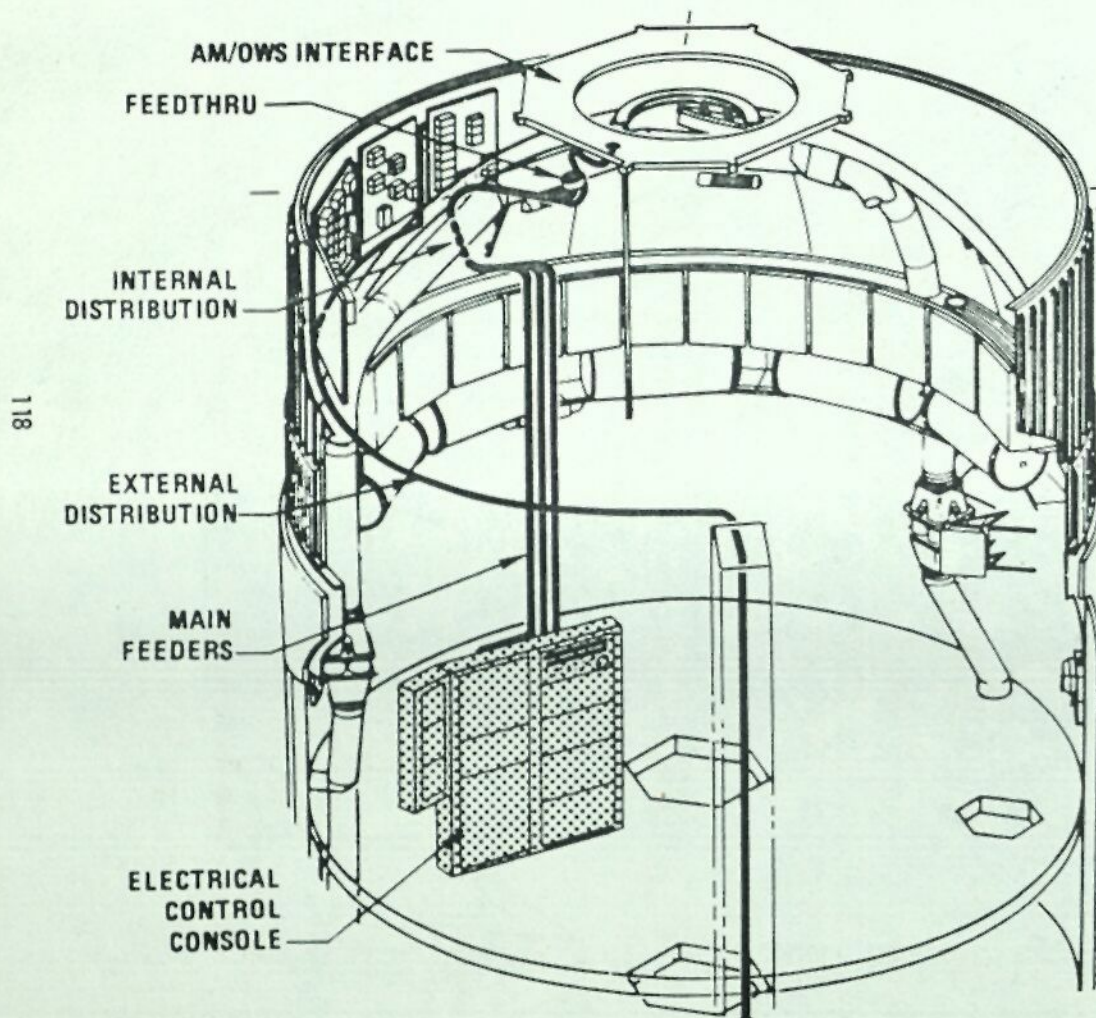 AM/OWS INTERFACE
FEEDTHRU
INTERNAL
DISTRIBUTION
118
EXTERNAL
DISTRIBUTION
MAIN
FEEDERS
ELECTRICAL
CONTROL
CONSOLE